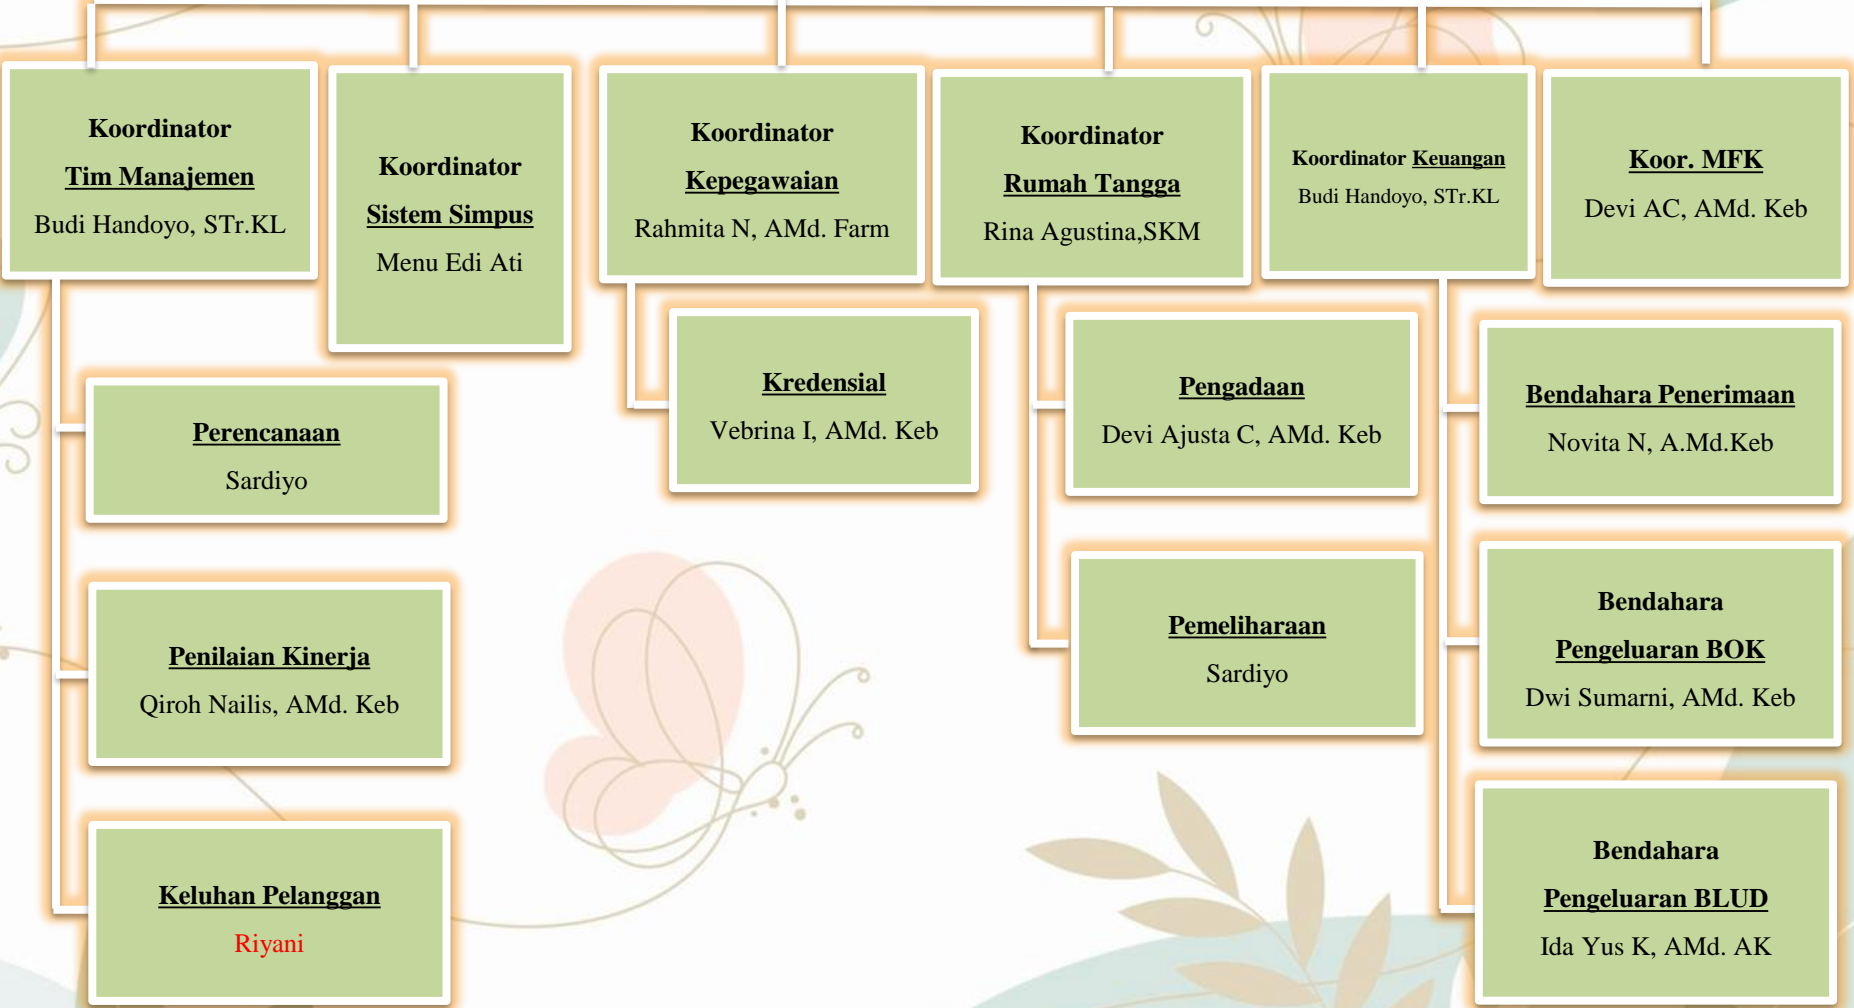 Koordinator
Tim Manajemen
Budi Handoyo, STr.KL
Koordinator
Sistem Simpus
Menu Edi Ati
Koordinator
Kepegawaian
Rahmita N, AMd. Farm
Koordinator
Rumah Tangga
Rina Agustina,SKM
Koordinator Keuangan
Budi Handoyo, STr.KL
Koor. MFK
Devi AC, AMd. Keb
Perencanaan
Sardiyo
Penilaian Kinerja
Qiroh Nailis, AMd. Keb
Keluhan Pelanggan
Riyani
Kredensial
Vebrina I, AMd. Keb
Pengadaan
Devi Ajusta C, AMd. Keb
Pemeliharaan
Sardiyo
Bendahara Penerimaan
Novita N, A.Md.Keb
Bendahara
Pengeluaran BOK
Dwi Sumarni, AMd. Keb
Bendahara
Pengeluaran BLUD
Ida Yus K, AMd. AK